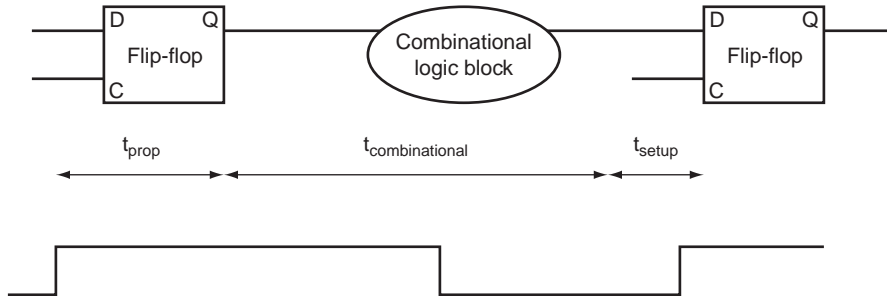 D Q
Flip-flop
C
Combinational
logic block
D Q
Flip-flop
C
t_prop
t_combinational
t_setup